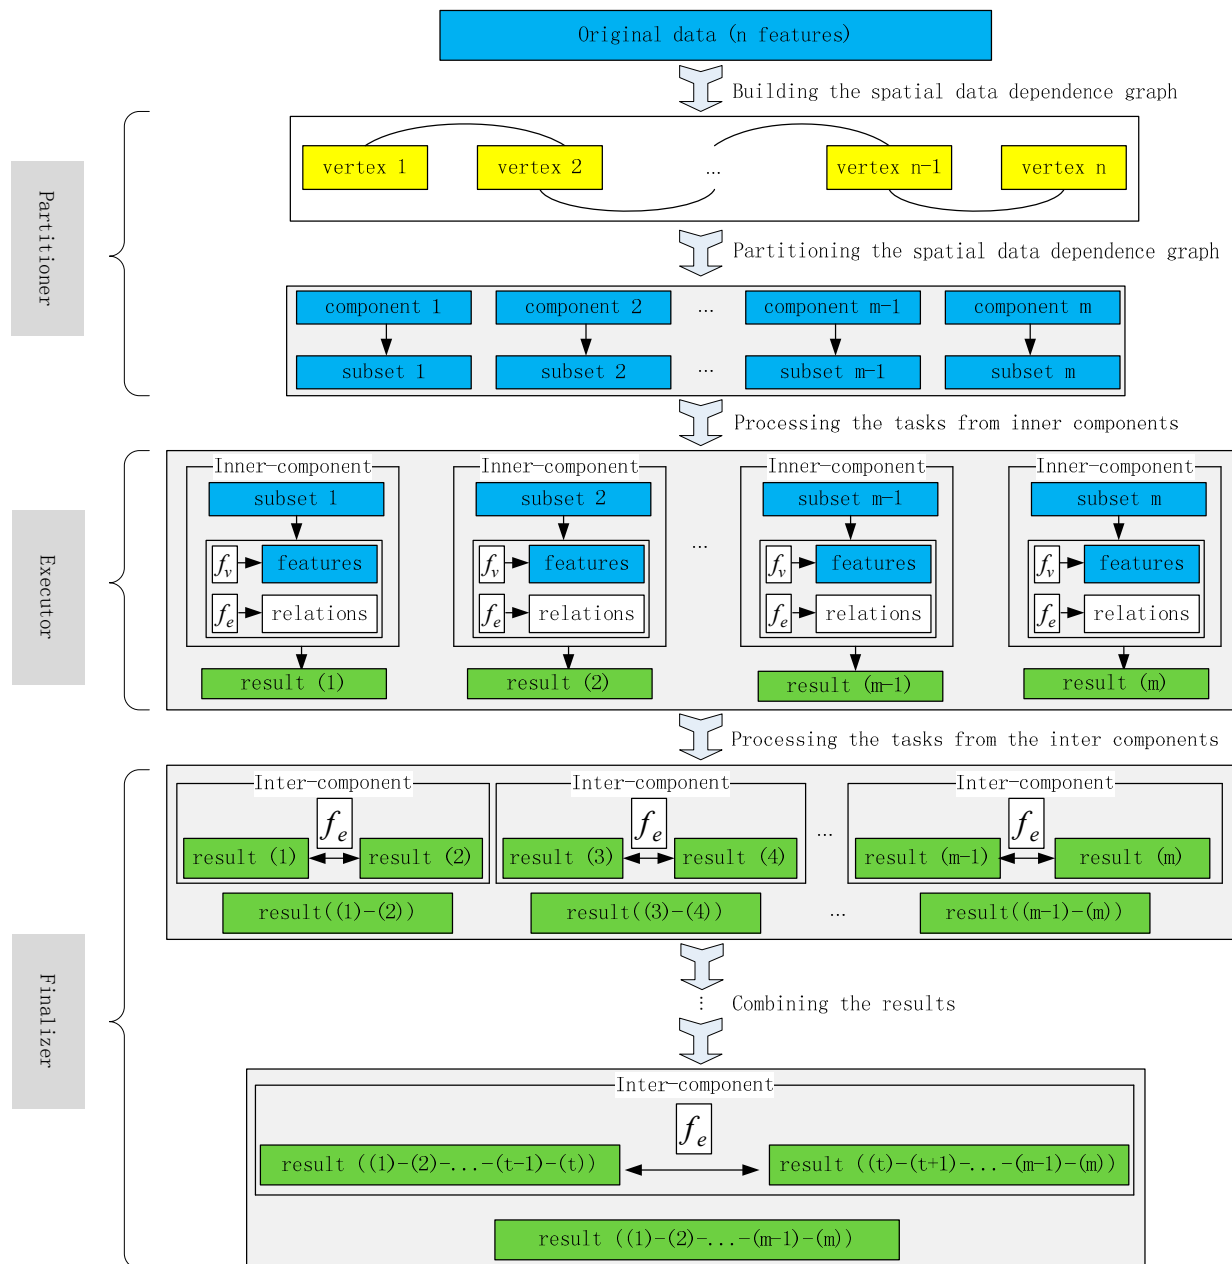 Original data (n features)
Building the spatial data dependence graph
Partitioner
vertex 1
vertex 2
...
vertex n-1
vertex n
Partitioning the spatial data dependence graph
component 1
component 2
...
component m-1
component m
subset 1
subset 2
...
subset m-1
subset m
Processing the tasks from inner components
Executor
Inner-component
Inner-component
Inner-component
Inner-component
subset 1
subset 2
subset m-1
subset m
...
f_v
features
f_v
features
f_v
features
f_v
features
f_e
relations
f_e
relations
f_e
relations
f_e
relations
result (1)
result (2)
result (m-1)
result (m)
Processing the tasks from the inter components
Finalizer
Inter-component
Inter-component
Inter-component
f_e
f_e
f_e
result (1)
result (2)
result (3)
result (4)
...
result (m-1)
result (m)
result((1)-(2))
result((3)-(4))
...
result((m-1)-(m))
⋮
Combining the results
Inter-component
f_e
result ((1)-(2)-...-(t-1)-(t))
result ((t)-(t+1)-...-(m-1)-(m))
result ((1)-(2)-...-(m-1)-(m))